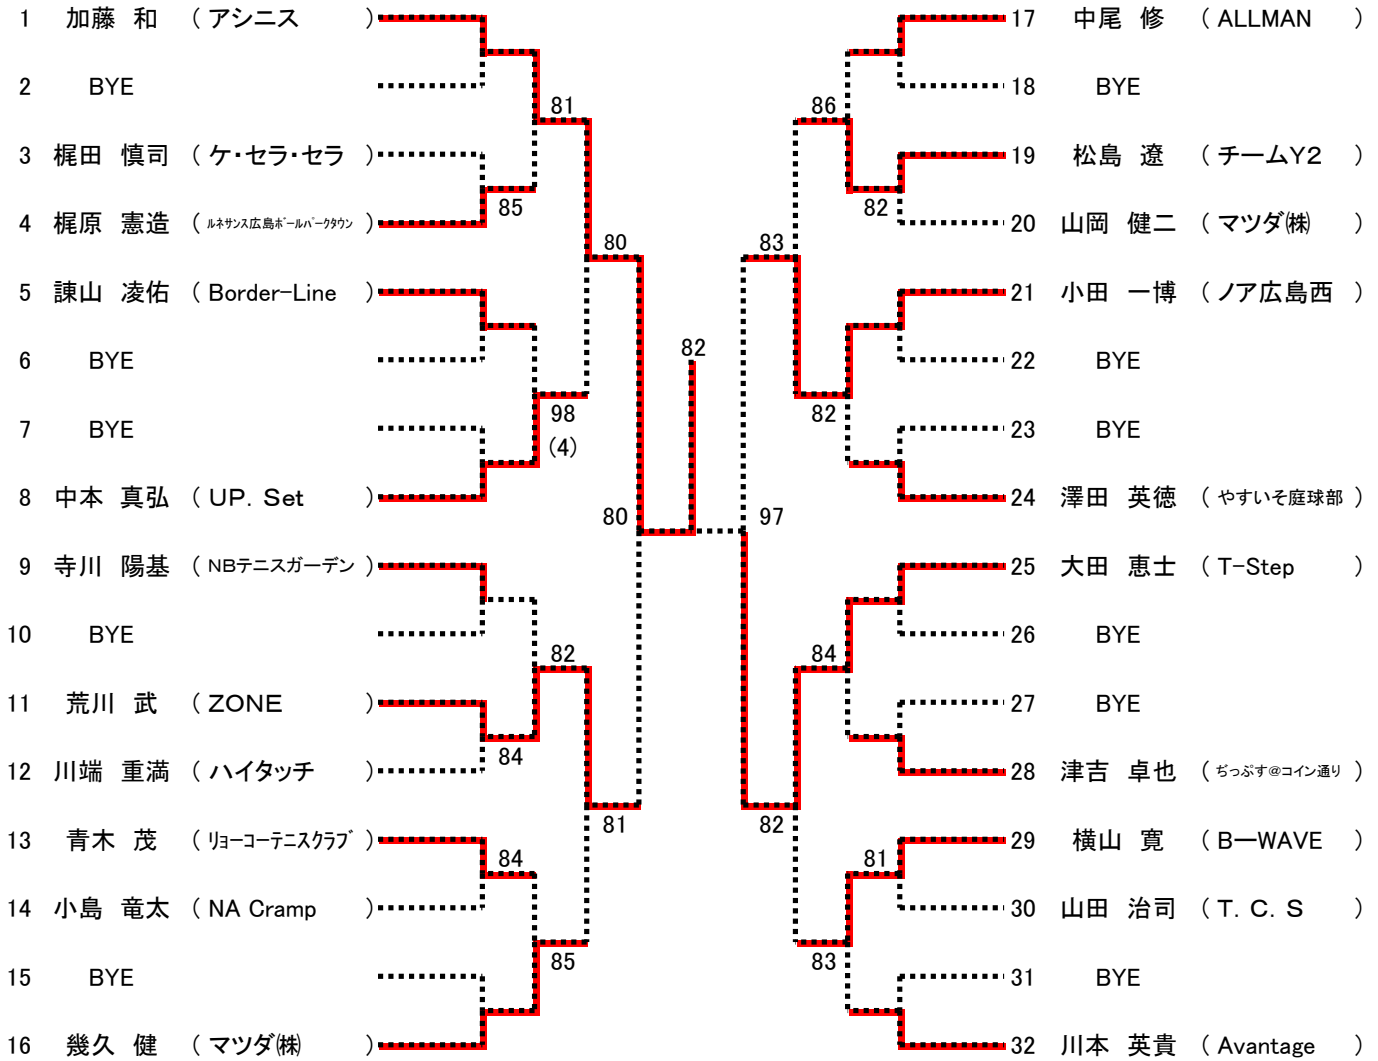 1 加藤 和 ( アシニス )
2 BYE
3 梶田 慎司 ( ケ・セラ・セラ )
4 梶原 憲造 ( ルネサンス広島ボールパークタウン )
5 諌山 凌佑 ( Border-Line )
6 BYE
7 BYE
8 中本 真弘 ( UP. Set )
9 寺川 陽基 ( NBテニスガーデン )
10 BYE
11 荒川 武 ( ZONE )
12 川端 重満 ( ハイタッチ )
13 青木 茂 ( リョーコーテニスクラブ )
14 小島 竜太 ( NA Cramp )
15 BYE
16 幾久 健 ( マツダ㈱ )
81
85
80
98
(4)
80
82
84
81
84
85
82
86
82
83
82
97
84
82
81
83
17 中尾 修 ( ALLMAN )
18 BYE
19 松島 遼 ( チームY2 )
20 山岡 健二 ( マツダ㈱ )
21 小田 一博 ( ノア広島西 )
22 BYE
23 BYE
24 澤田 英徳 ( やすいそ庭球部 )
25 大田 恵士 ( T-Step )
26 BYE
27 BYE
28 津吉 卓也 ( ぢっぷす@コイン通り )
29 横山 寛 ( B―WAVE )
30 山田 治司 ( T. C. S )
31 BYE
32 川本 英貴 ( Avantage )